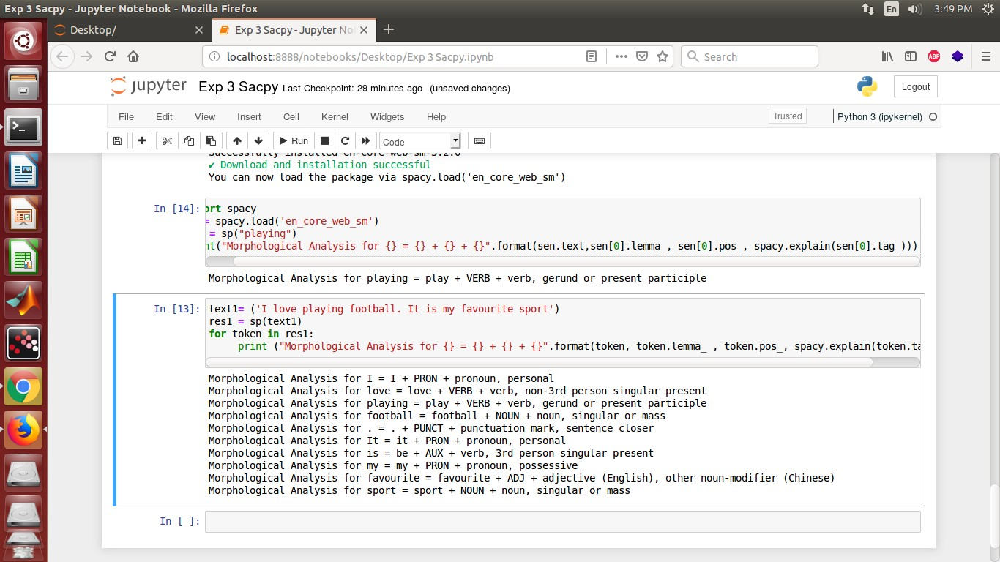 Exp 3 Sacpy - Jupyter Notebook - Mozilla Firefox
En
3:49 PM
Desktop/
Exp 3 Sacpy - Jupyter No
localhost:8888/notebooks/Desktop/Exp 3 Sacpy.ipynb
Search
ABP
jupyter Exp 3 Sacpy Last Checkpoint: 29 minutes ago (unsaved changes)
Logout
File Edit View Insert Cell Kernel Widgets Help
Trusted
Python 3 (ipykernel)
Run
Code
Successfully installed en-core-web-sm-3.2.0
✔ Download and installation successful
You can now load the package via spacy.load('en_core_web_sm')
In [14]:
ort spacy
= spacy.load('en_core_web_sm')
= sp("playing")
nt("Morphological Analysis for {} = {} + {} + {}".format(sen.text,sen[0].lemma_, sen[0].pos_, spacy.explain(sen[0].tag_)))
Morphological Analysis for playing = play + VERB + verb, gerund or present participle
In [13]:
text1= ('I love playing football. It is my favourite sport')
res1 = sp(text1)
for token in res1:
print ("Morphological Analysis for {} = {} + {} + {}".format(token, token.lemma_ , token.pos_, spacy.explain(token.ta
Morphological Analysis for I = I + PRON + pronoun, personal
Morphological Analysis for love = love + VERB + verb, non-3rd person singular present
Morphological Analysis for playing = play + VERB + verb, gerund or present participle
Morphological Analysis for football = football + NOUN + noun, singular or mass
Morphological Analysis for . = . + PUNCT + punctuation mark, sentence closer
Morphological Analysis for It = it + PRON + pronoun, personal
Morphological Analysis for is = be + AUX + verb, 3rd person singular present
Morphological Analysis for my = my + PRON + pronoun, possessive
Morphological Analysis for favourite = favourite + ADJ + adjective (English), other noun-modifier (Chinese)
Morphological Analysis for sport = sport + NOUN + noun, singular or mass
In [ ]: